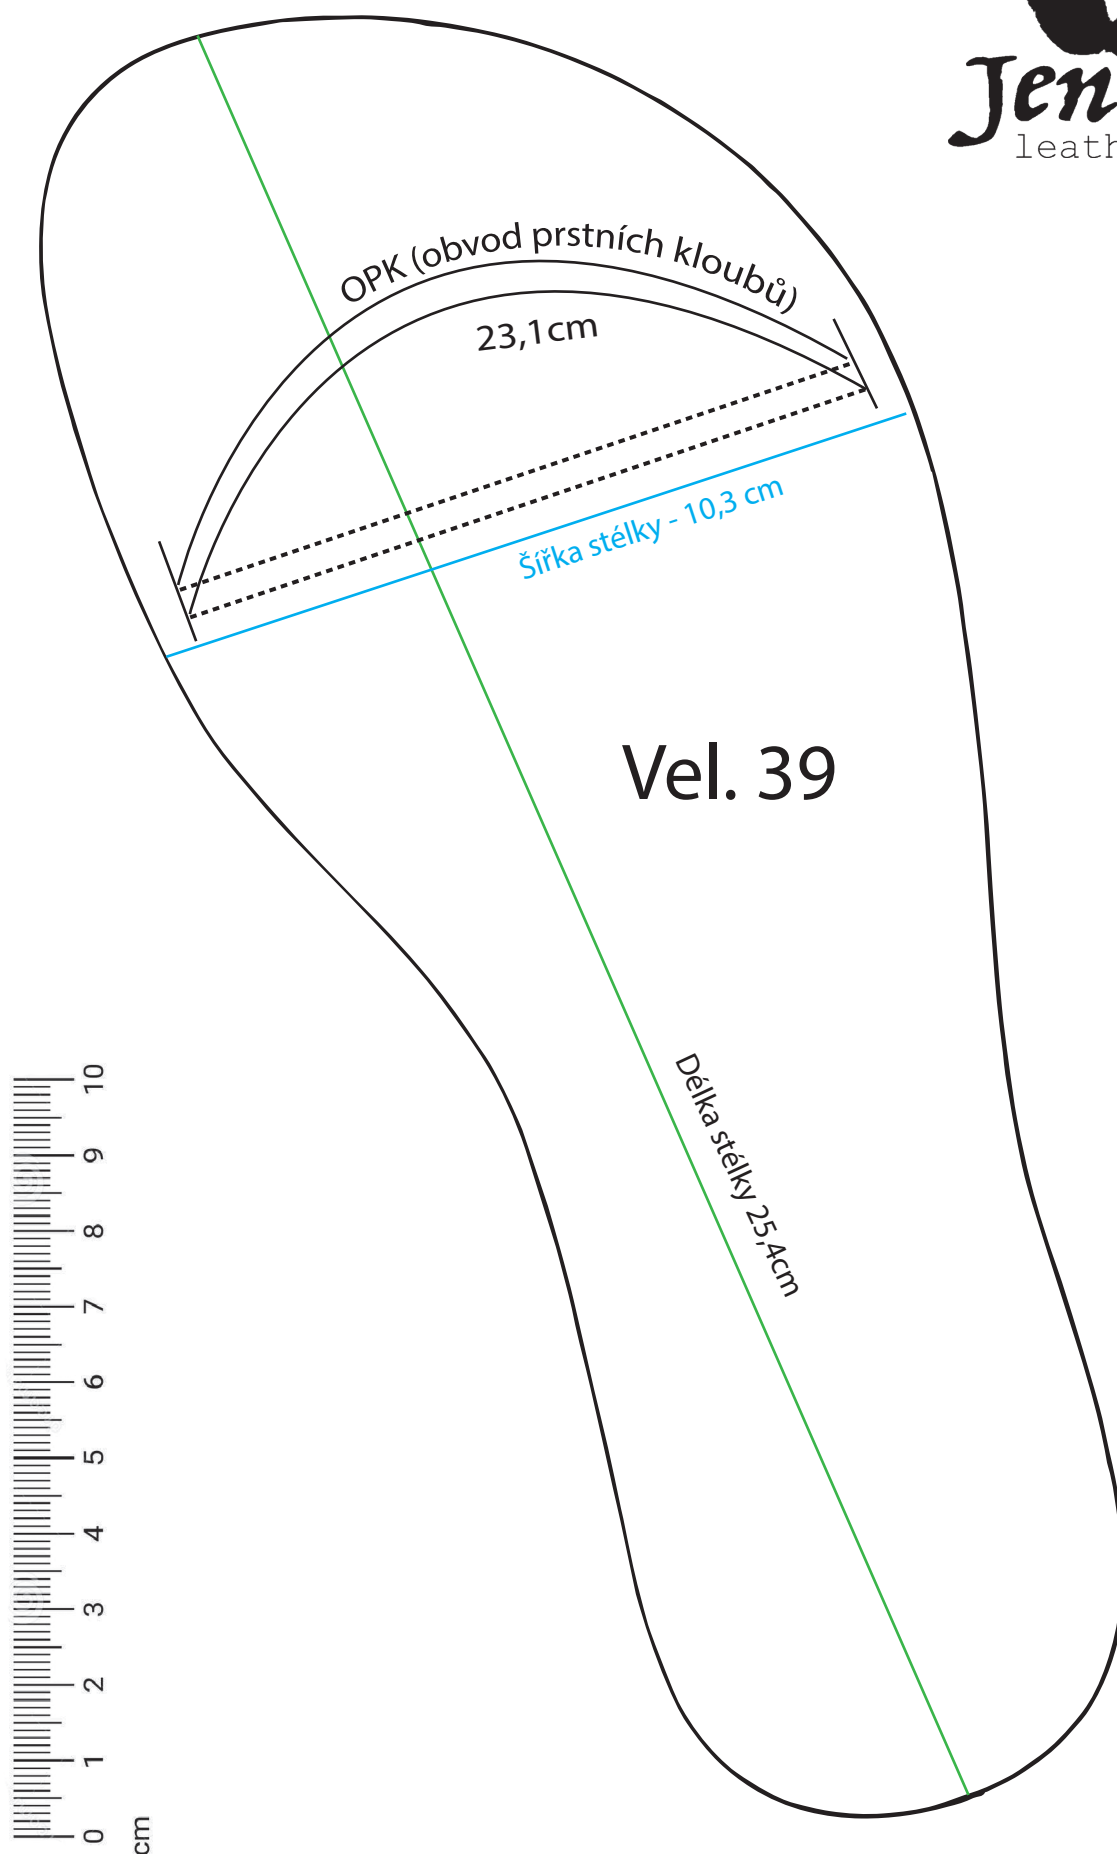 Jen
leath
OPK (obvod prstních kloubů)
23,1cm
Šířka stélky - 10,3 cm
Vel. 39
Délka stélky 25,4cm
10
9
8
7
6
5
4
3
2
1
0
cm